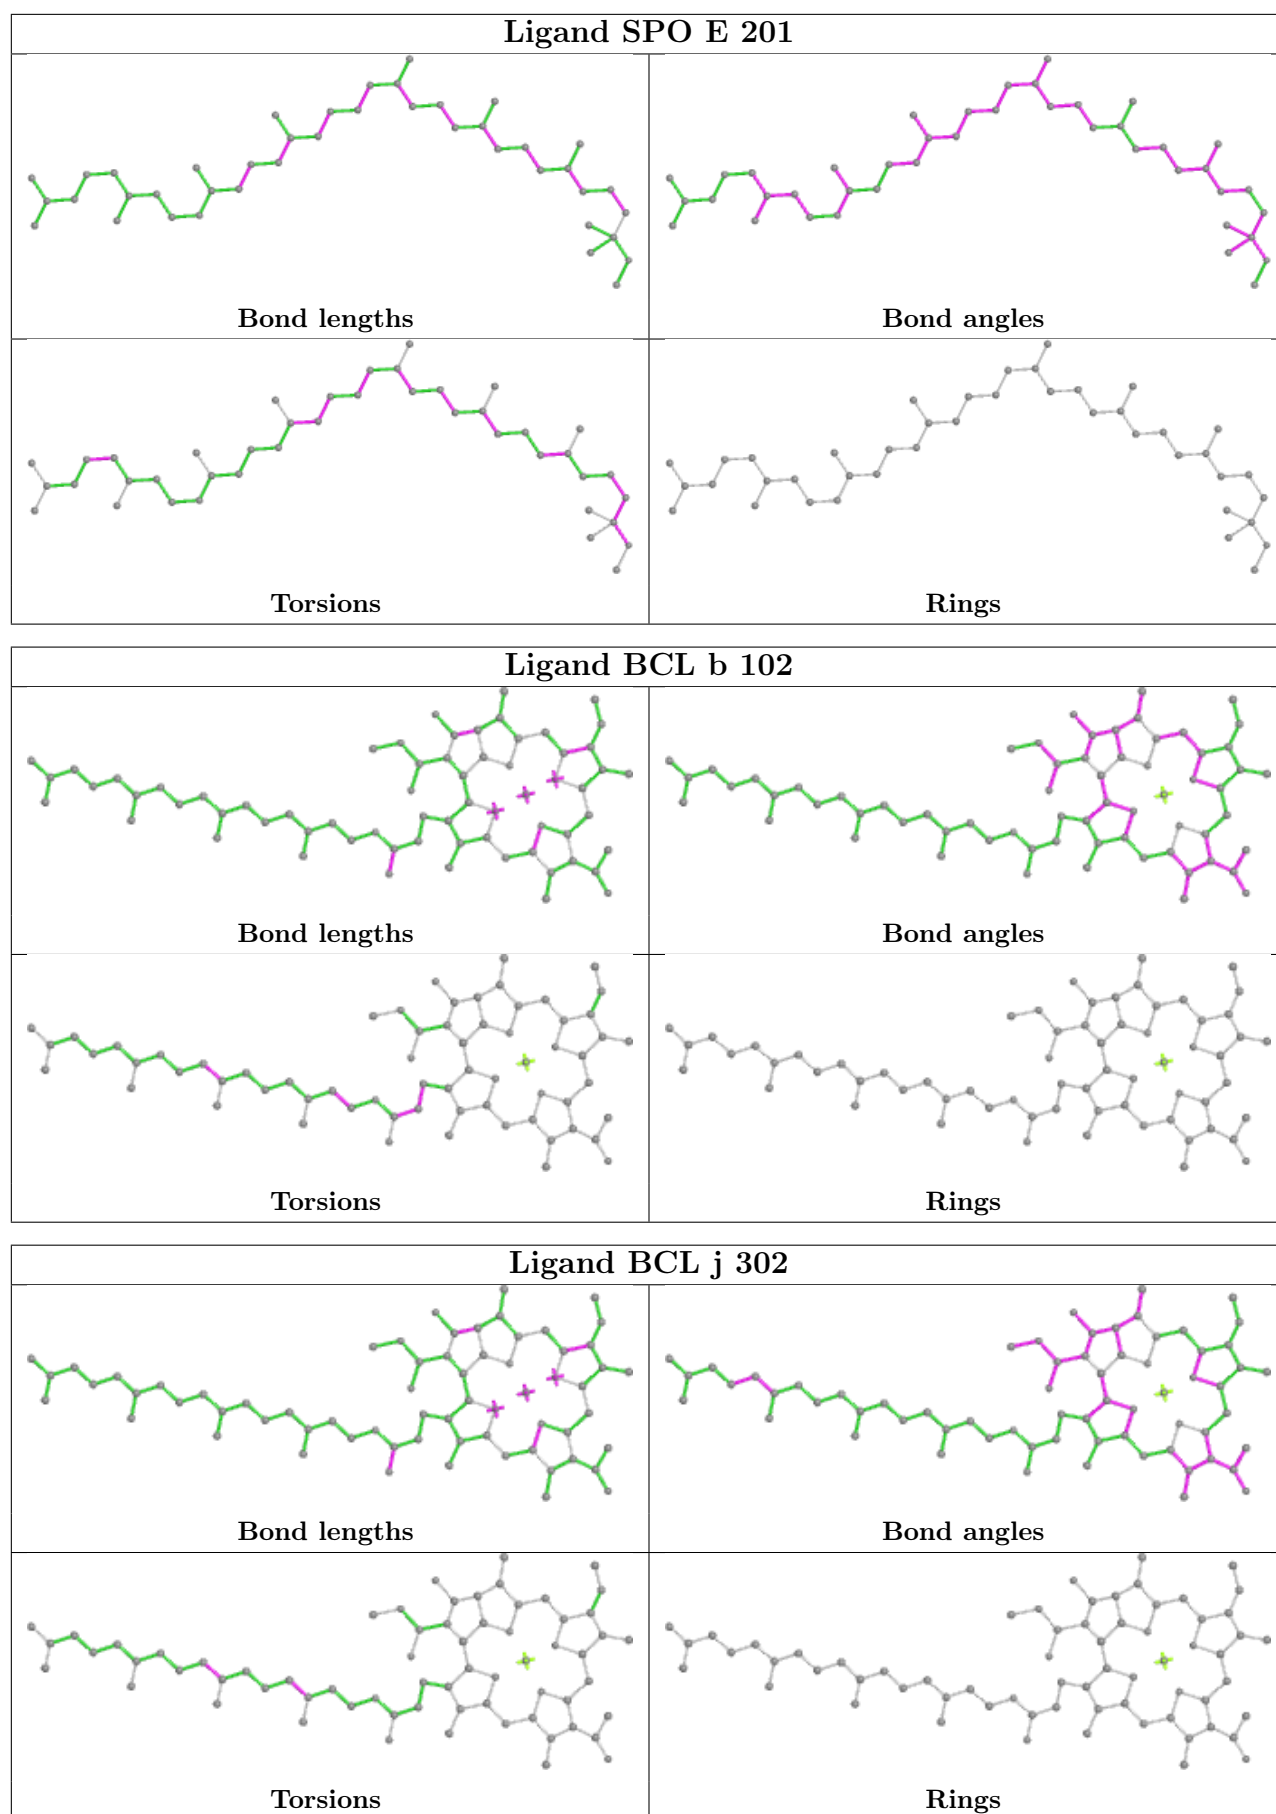 Ligand SPO E 201
Bond lengths
Bond angles
Torsions
Rings
Ligand BCL b 102
Bond lengths
Bond angles
Torsions
Rings
Ligand BCL j 302
Bond lengths
Bond angles
Torsions
Rings